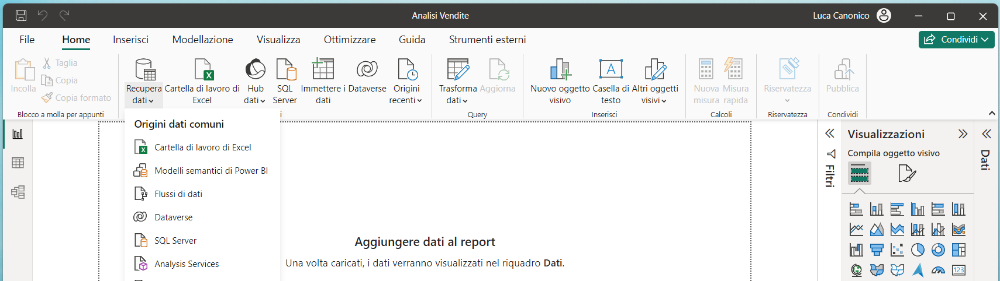 Analisi Vendite
Luca Canonico
File
Home
Inserisci
Modellazione
Visualizza
Ottimizzare
Guida
Strumenti esterni
Condividi
Incolla
Taglia
Copia
Copia formato
Blocco a molla per appunti
Recupera
dati
Cartella di lavoro di
Excel
Hub
dati
SQL
Server
Immettere i
dati
Dataverse
Origini
recenti
Trasforma
dati
Aggiorna
Query
Nuovo oggetto
visivo
Casella di
testo
Altri oggetti
visivi
Inserisci
Nuova
misura
Misura
rapida
Calcoli
Riservatezza
Riservatezza
Pubblica
Condividi
Origini dati comuni
Cartella di lavoro di Excel
Modelli semantici di Power BI
Flussi di dati
Dataverse
SQL Server
Analysis Services
Aggiungere dati al report
Una volta caricati, i dati verranno visualizzati nel riquadro Dati.
Filtri
Visualizzazioni
Compila oggetto visivo
123
Dati